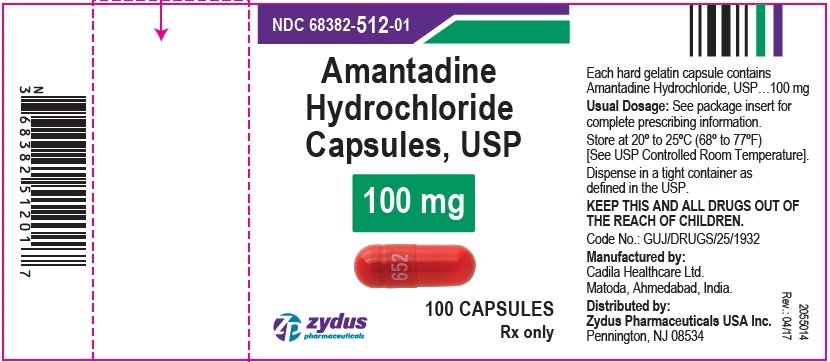 NDC 68382-512-01
Amantadine
Hydrochloride
Capsules, USP
100 mg
652
100 CAPSULES
Rx only
zydus
pharmaceuticals
N
3 68382 51201 7
Each hard gelatin capsule contains
Amantadine Hydrochloride, USP...100 mg
Usual Dosage: See package insert for
complete prescribing information.
Store at 20º to 25ºC (68º to 77ºF)
[See USP Controlled Room Temperature].
Dispense in a tight container as
defined in the USP.
KEEP THIS AND ALL DRUGS OUT OF
THE REACH OF CHILDREN.
Code No.: GUJ/DRUGS/25/1932
Manufactured by:
Cadila Healthcare Ltd.
Matoda, Ahmedabad, India.
Distributed by:
Zydus Pharmaceuticals USA Inc.
Pennington, NJ 08534
2055014
Rev.: 04/17